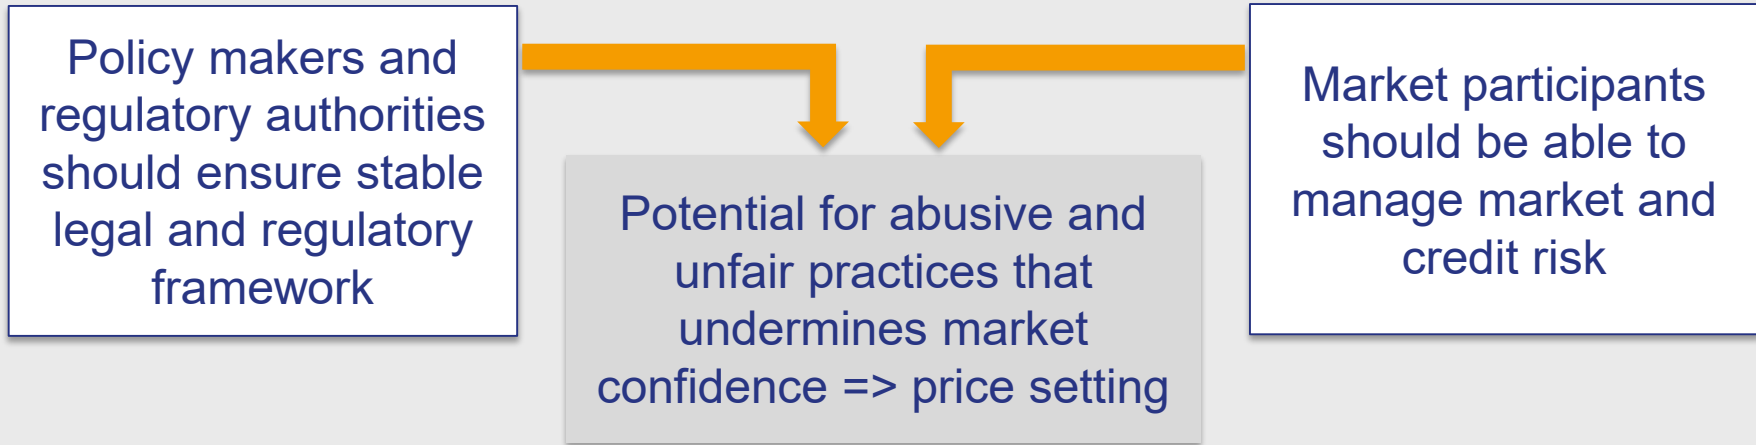 Policy makers and
regulatory authorities
should ensure stable
legal and regulatory
framework
Potential for abusive and
unfair practices that
undermines market
confidence => price setting
Market participants
should be able to
manage market and
credit risk